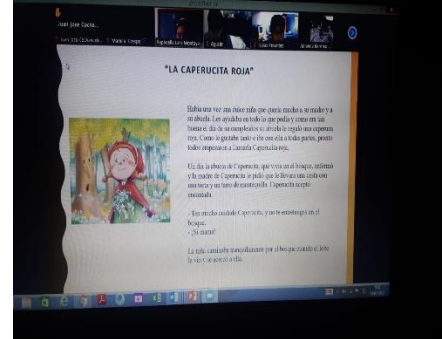 "LA CAPERUCITA ROJA"
Había una vez una dulce niña que quería mucho a su madre y a
su abuela. Les ayudaba en todo lo que podía y como era tan
buena el día de su cumpleaños su abuela le regaló una caperuza
roja. Como le gustaba tanto e iba con ella a todas partes, pronto
todos empezaron a llamarla Caperucita roja.
Un día la abuela de Caperucita, que vivía en el bosque, enfermó
y la madre de Caperucita le pidió que le llevara una cesta con
una torta y un tarro de mantequilla. Caperucita aceptó
encantada.
- Ten mucho cuidado Caperucita, y no te entretengas en el
bosque.
- ¡Sí mamá!
La niña caminaba tranquilamente por el bosque cuando el lobo
la vio y se acercó a ella.